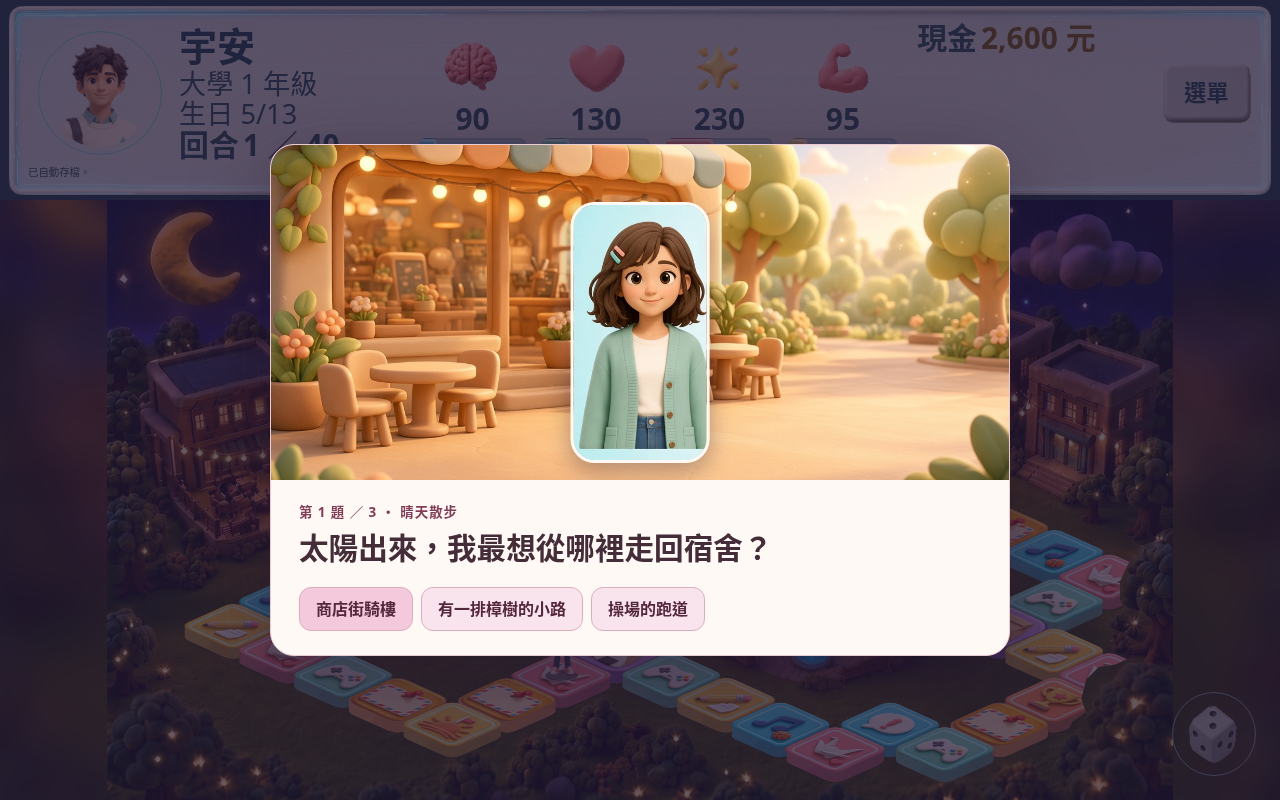 宇安
大學 1 年級
生日 5/13
回合 1 ／ 40
已自動存檔。
90
130
230
95
現金 2,600 元
選單
第 1 題 ／ 3 · 晴天散步
太陽出來，我最想從哪裡走回宿舍？
商店街騎樓
有一排樟樹的小路
操場的跑道